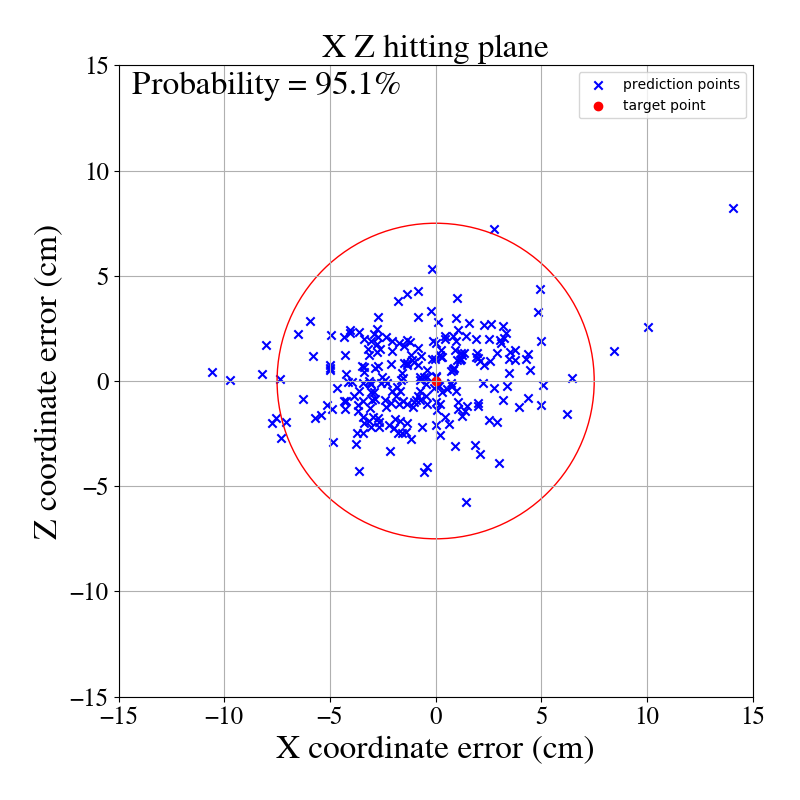 X Z hitting plane
Probability = 95.1%
prediction points
target point
15
10
5
0
−5
−10
−15
Z coordinate error (cm)
−15 −10 −5 0 5 10 15
X coordinate error (cm)